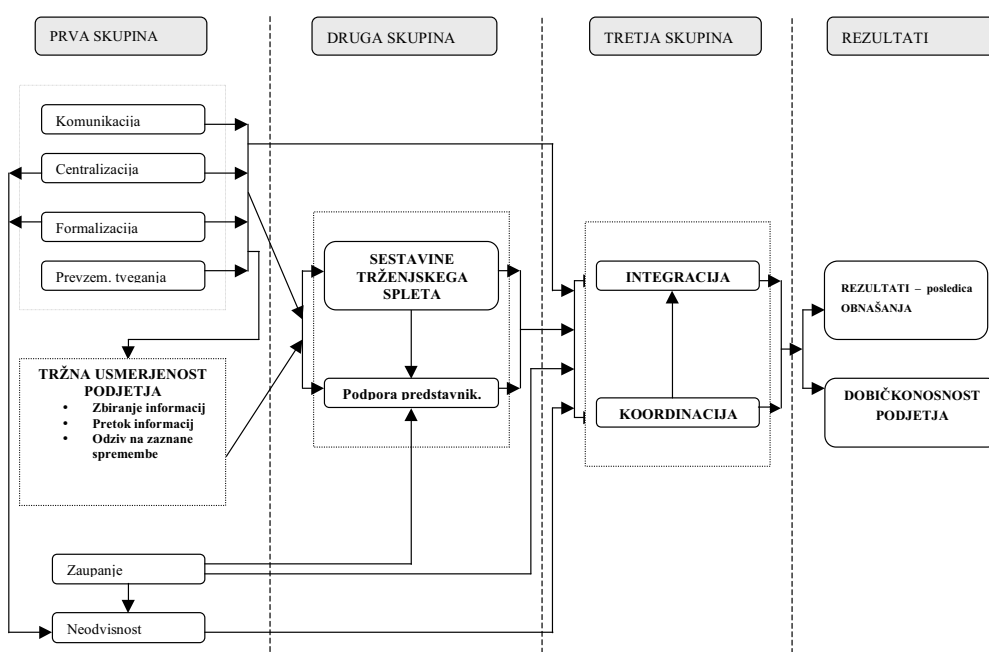 PRVA SKUPINA
DRUGA SKUPINA
TRETJA SKUPINA
REZULTATI
Komunikacija
Centralizacija
Formalizacija
Prevzem. tveganja
TRŽNA USMERJENOST
PODJETJA
• Zbiranje informacij
• Pretok informacij
• Odziv na zaznane
spremembe
Zaupanje
Neodvisnost
SESTAVINE
TRŽENJSKEGA
SPLETA
Podpora predstavnik.
INTEGRACIJA
KOORDINACIJA
REZULTATI – posledica
OBNAŠANJA
DOBIČKONOSNOST
PODJETJA